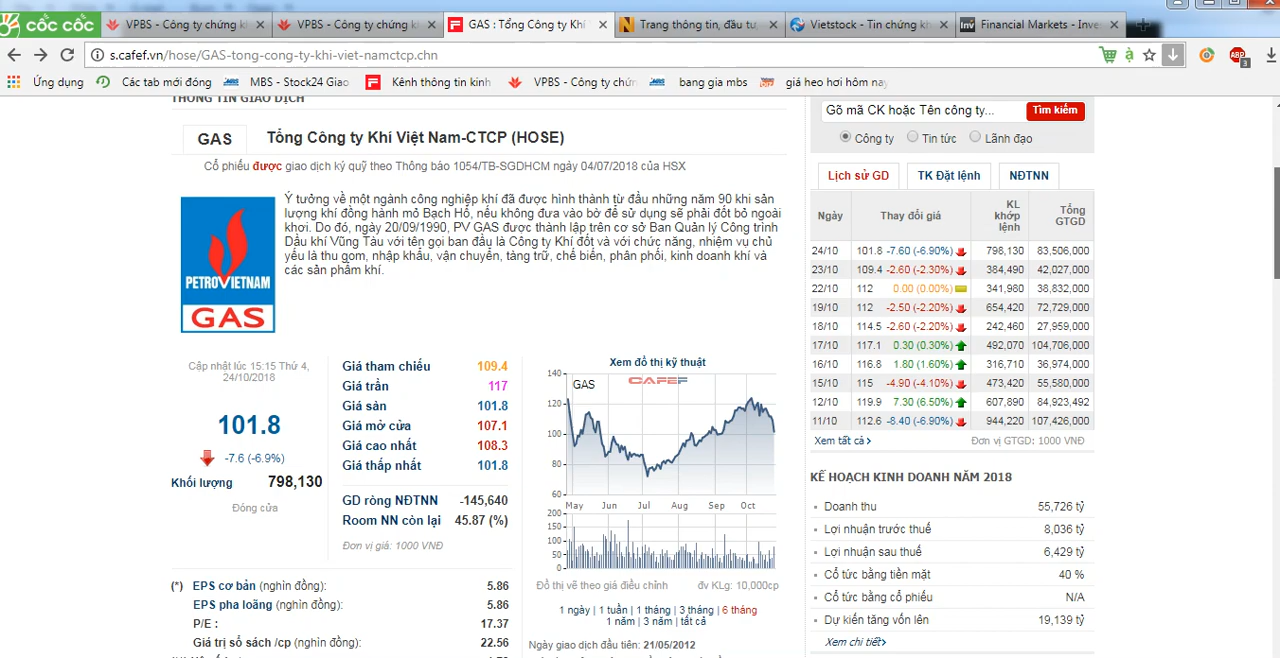 cốc cốc
VPBS - Công ty chứng k
VPBS - Công ty chứng k
GAS : Tổng Công ty Khí
Trang thông tin, đầu tư,
Vietstock - Tin chứng kh
Inv Financial Markets - Inve
s.cafef.vn/hose/GAS-tong-cong-ty-khi-viet-namctcp.chn
ABP
3
Ứng dụng
Các tab mới đóng
MBS - Stock24 Giao
Kênh thông tin kinh
VPBS - Công ty chứn
bang gia mbs
giá heo hơi hôm nay
THÔNG TIN GIAO DỊCH
GAS Tổng Công ty Khí Việt Nam-CTCP (HOSE)
Cổ phiếu được giao dịch ký quỹ theo Thông báo 1054/TB-SGDHCM ngày 04/07/2018 của HSX
PETROVIETNAM
GAS
Ý tưởng về một ngành công nghiệp khí đã được hình thành từ đầu những năm 90 khi sản
lượng khí đồng hành mỏ Bạch Hổ, nếu không đưa vào bờ để sử dụng sẽ phải đốt bỏ ngoài
khơi. Do đó, ngày 20/09/1990, PV GAS được thành lập trên cơ sở Ban Quản lý Công trình
Dầu khí Vũng Tàu với tên gọi ban đầu là Công ty Khí đốt và với chức năng, nhiệm vụ chủ
yếu là thu gom, nhập khẩu, vận chuyển, tàng trữ, chế biến, phân phối, kinh doanh khí và
các sản phẩm khí.
Cập nhật lúc 15:15 Thứ 4,
24/10/2018
101.8
-7.6 (-6.9%)
Khối lượng 798,130
Đóng cửa
Giá tham chiếu 109.4
Giá trần 117
Giá sàn 101.8
Giá mở cửa 107.1
Giá cao nhất 108.3
Giá thấp nhất 101.8
GD ròng NĐTNN -145,640
Room NN còn lại 45.87 (%)
Đơn vị giá: 1000 VNĐ
(*) EPS cơ bản (nghìn đồng): 5.86
EPS pha loãng (nghìn đồng): 5.86
P/E : 17.37
Giá trị sổ sách /cp (nghìn đồng): 22.56
Xem đồ thị kỹ thuật
GAS
CAFEF
140
120
100
80
60
May Jun Jul Aug Sep Oct
200
150
100
50
0
Đồ thị vẽ theo giá điều chỉnh
đv KLg: 10,000cp
1 ngày | 1 tuần | 1 tháng | 3 tháng | 6 tháng
| 1 năm | 3 năm | tất cả
Ngày giao dịch đầu tiên: 21/05/2012
Gõ mã CK hoặc Tên công ty... Tìm kiếm
Công ty Tin tức Lãnh đạo
Lịch sử GD TK Đặt lệnh NĐTNN
Ngày Thay đổi giá KL khớp lệnh Tổng GTGD
24/10 101.8 -7.60 (-6.90%) 798,130 83,506,000
23/10 109.4 -2.60 (-2.30%) 384,490 42,027,000
22/10 112 0.00 (0.00%) 341,980 38,832,000
19/10 112 -2.50 (-2.20%) 654,420 72,729,000
18/10 114.5 -2.60 (-2.20%) 242,460 27,959,000
17/10 117.1 0.30 (0.30%) 492,070 104,706,000
16/10 116.8 1.80 (1.60%) 316,710 36,974,000
15/10 115 -4.90 (-4.10%) 473,420 55,580,000
12/10 119.9 7.30 (6.50%) 607,890 84,923,492
11/10 112.6 -8.40 (-6.90%) 944,220 107,426,000
Xem tất cả Đơn vị GTGD: 1000 VNĐ
KẾ HOẠCH KINH DOANH NĂM 2018
Doanh thu 55,726 tỷ
Lợi nhuận trước thuế 8,036 tỷ
Lợi nhuận sau thuế 6,429 tỷ
Cổ tức bằng tiền mặt 40 %
Cổ tức bằng cổ phiếu N/A
Dự kiến tăng vốn lên 19,139 tỷ
Xem chi tiết